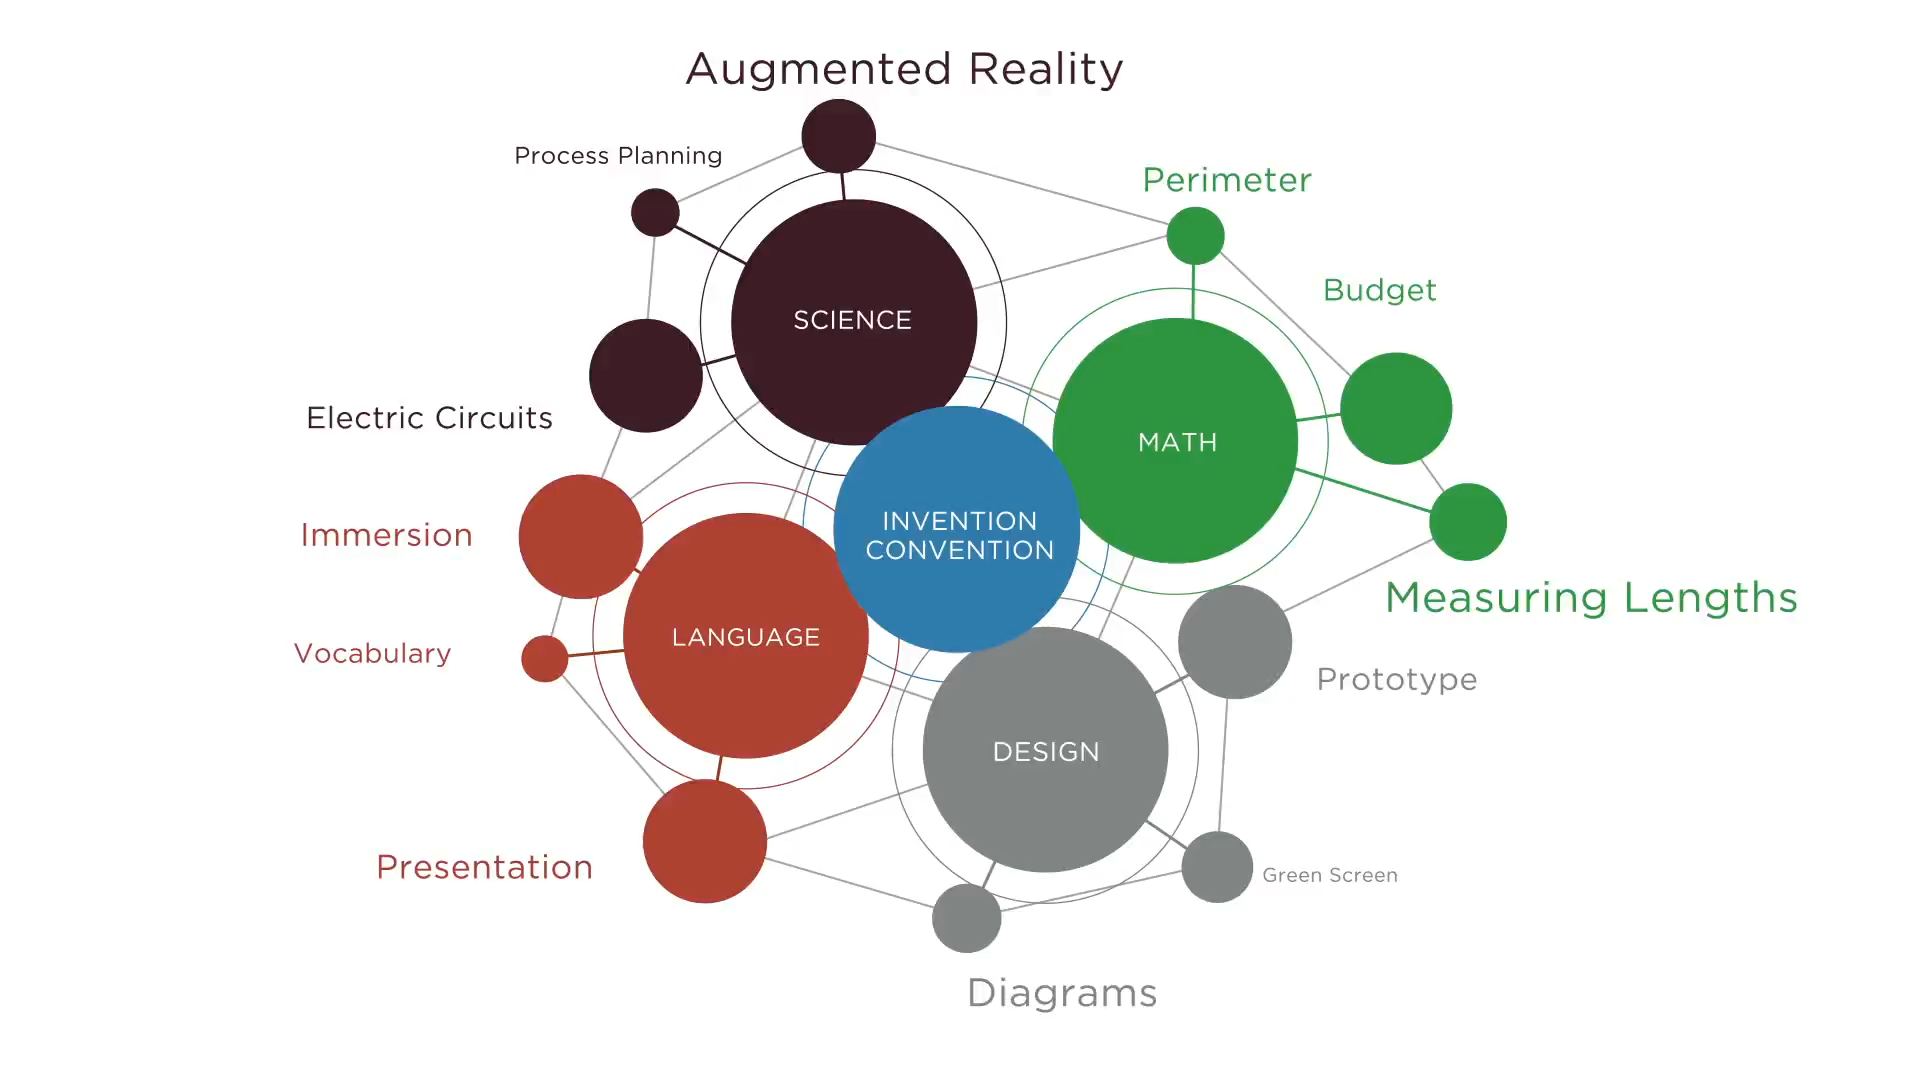 Augmented Reality
Process Planning
Perimeter
Budget
SCIENCE
Electric Circuits
MATH
INVENTION
CONVENTION
Immersion
Measuring Lengths
LANGUAGE
Vocabulary
Prototype
DESIGN
Presentation
Green Screen
Diagrams